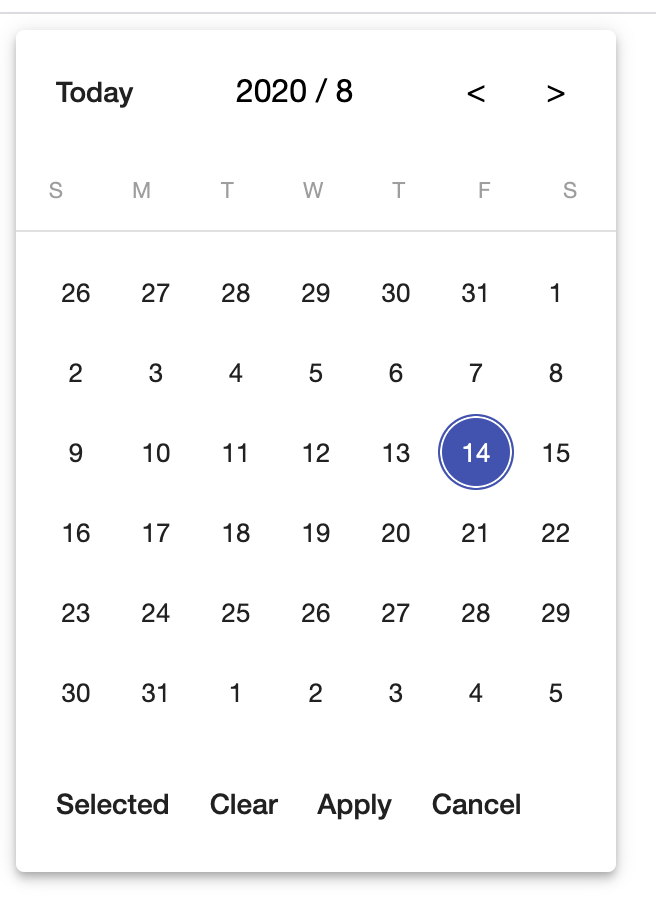 Today 2020 / 8 < >
S M T W T F S
26 27 28 29 30 31 1
2 3 4 5 6 7 8
9 10 11 12 13 14 15
16 17 18 19 20 21 22
23 24 25 26 27 28 29
30 31 1 2 3 4 5
Selected Clear Apply Cancel